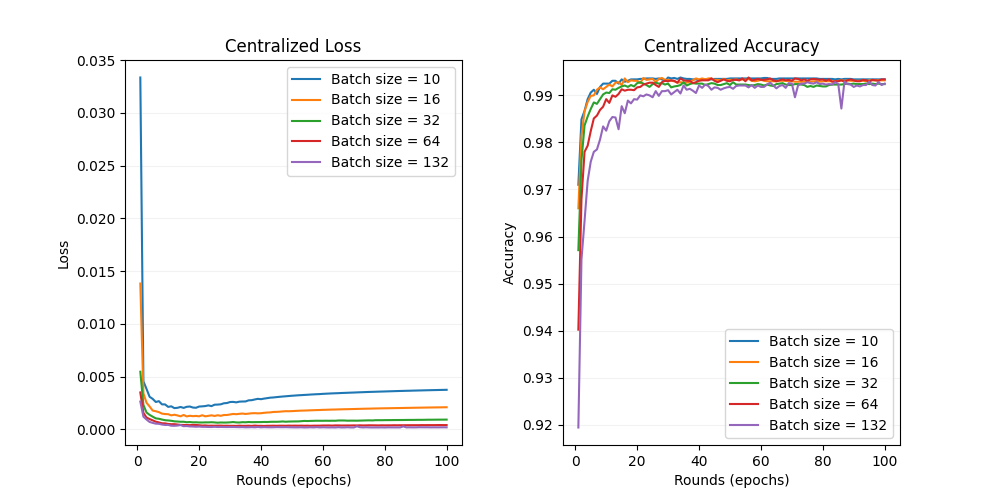 Centralized Loss
0.035
0.030
0.025
0.020
0.015
0.010
0.005
0.000
Loss
0
20
40
60
80
100
Rounds (epochs)
Batch size = 10
Batch size = 16
Batch size = 32
Batch size = 64
Batch size = 132
Centralized Accuracy
0.99
0.98
0.97
0.96
0.95
0.94
0.93
0.92
Accuracy
0
20
40
60
80
100
Rounds (epochs)
Batch size = 10
Batch size = 16
Batch size = 32
Batch size = 64
Batch size = 132